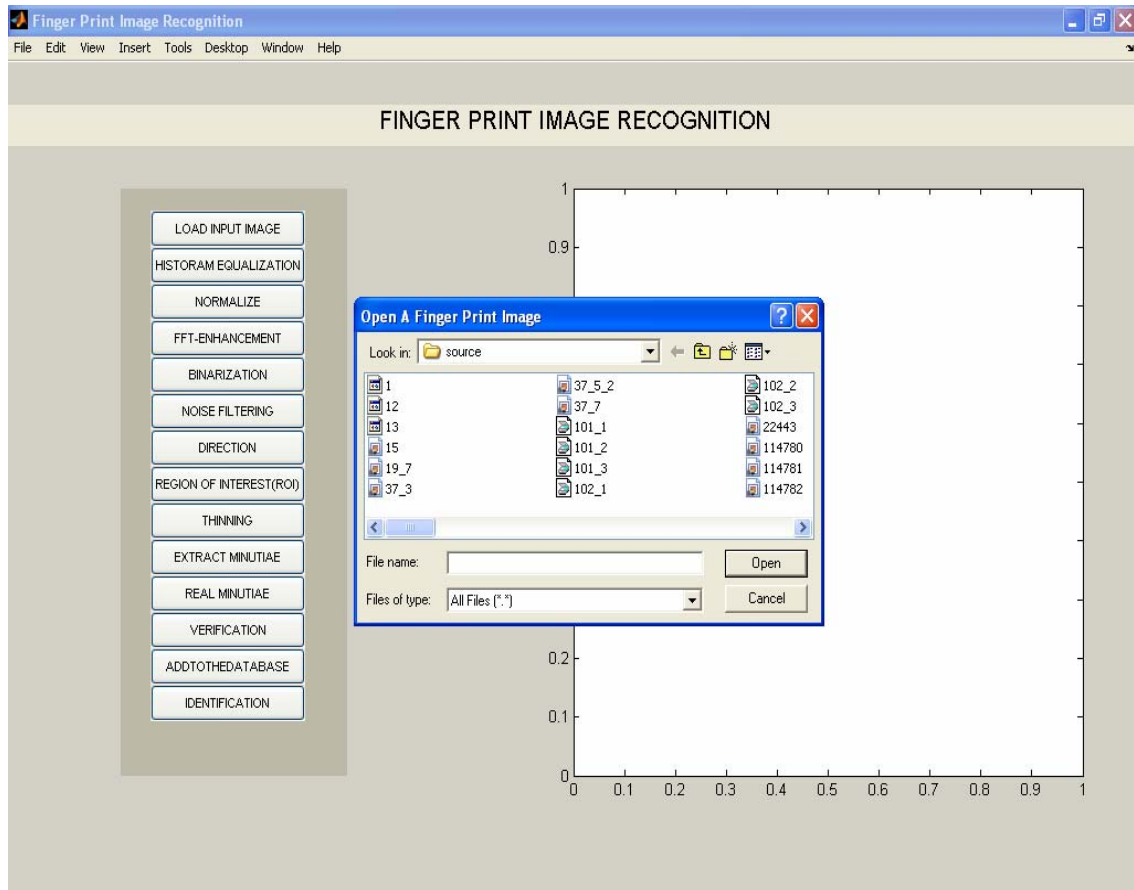 Finger Print Image Recognition
File Edit View Insert Tools Desktop Window Help
FINGER PRINT IMAGE RECOGNITION
LOAD INPUT IMAGE
HISTORAM EQUALIZATION
NORMALIZE
FFT-ENHANCEMENT
BINARIZATION
NOISE FILTERING
DIRECTION
REGION OF INTEREST(ROI)
THINNING
EXTRACT MINUTIAE
REAL MINUTIAE
VERIFICATION
ADDTOTHEDATABASE
IDENTIFICATION
1
0.9
Open A Finger Print Image
Look in: source
1
12
13
15
19_7
37_3
37_5_2
37_7
101_1
101_2
101_3
102_1
102_2
102_3
22443
114780
114781
114782
File name:
Open
Files of type: All Files (*.*)
Cancel
0.2
0.1
0
0 0.1 0.2 0.3 0.4 0.5 0.6 0.7 0.8 0.9 1